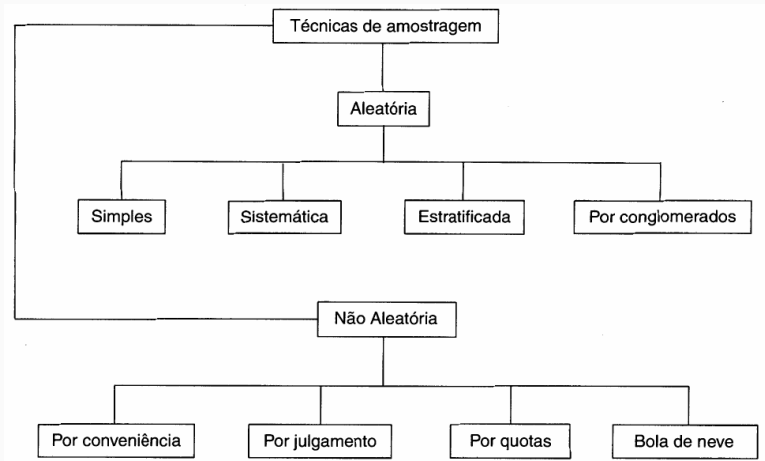 Técnicas de amostragem
Aleatória
Simples
Sistemática
Estratificada
Por conglomerados
Não Aleatória
Por conveniência
Por julgamento
Por quotas
Bola de neve